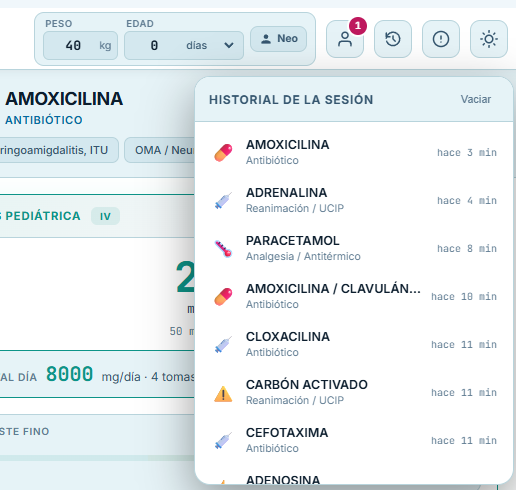 PESO
40 kg
EDAD
0 días
Neo
1
AMOXICILINA
ANTIBIÓTICO
ringoamigdalitis, ITU
OMA / Neu
PEDIÁTRICA IV
2
50 m
AL DÍA 8000 mg/día · 4 tomas
STE FINO
HISTORIAL DE LA SESIÓN Vaciar
AMOXICILINA
Antibiótico
hace 3 min
ADRENALINA
Reanimación / UCIP
hace 4 min
PARACETAMOL
Analgesia / Antitérmico
hace 8 min
AMOXICILINA / CLAVULÁN...
Antibiótico
hace 10 min
CLOXACILINA
Antibiótico
hace 11 min
CARBÓN ACTIVADO
Reanimación / UCIP
hace 11 min
CEFOTAXIMA
Antibiótico
hace 11 min
ADENOSINA